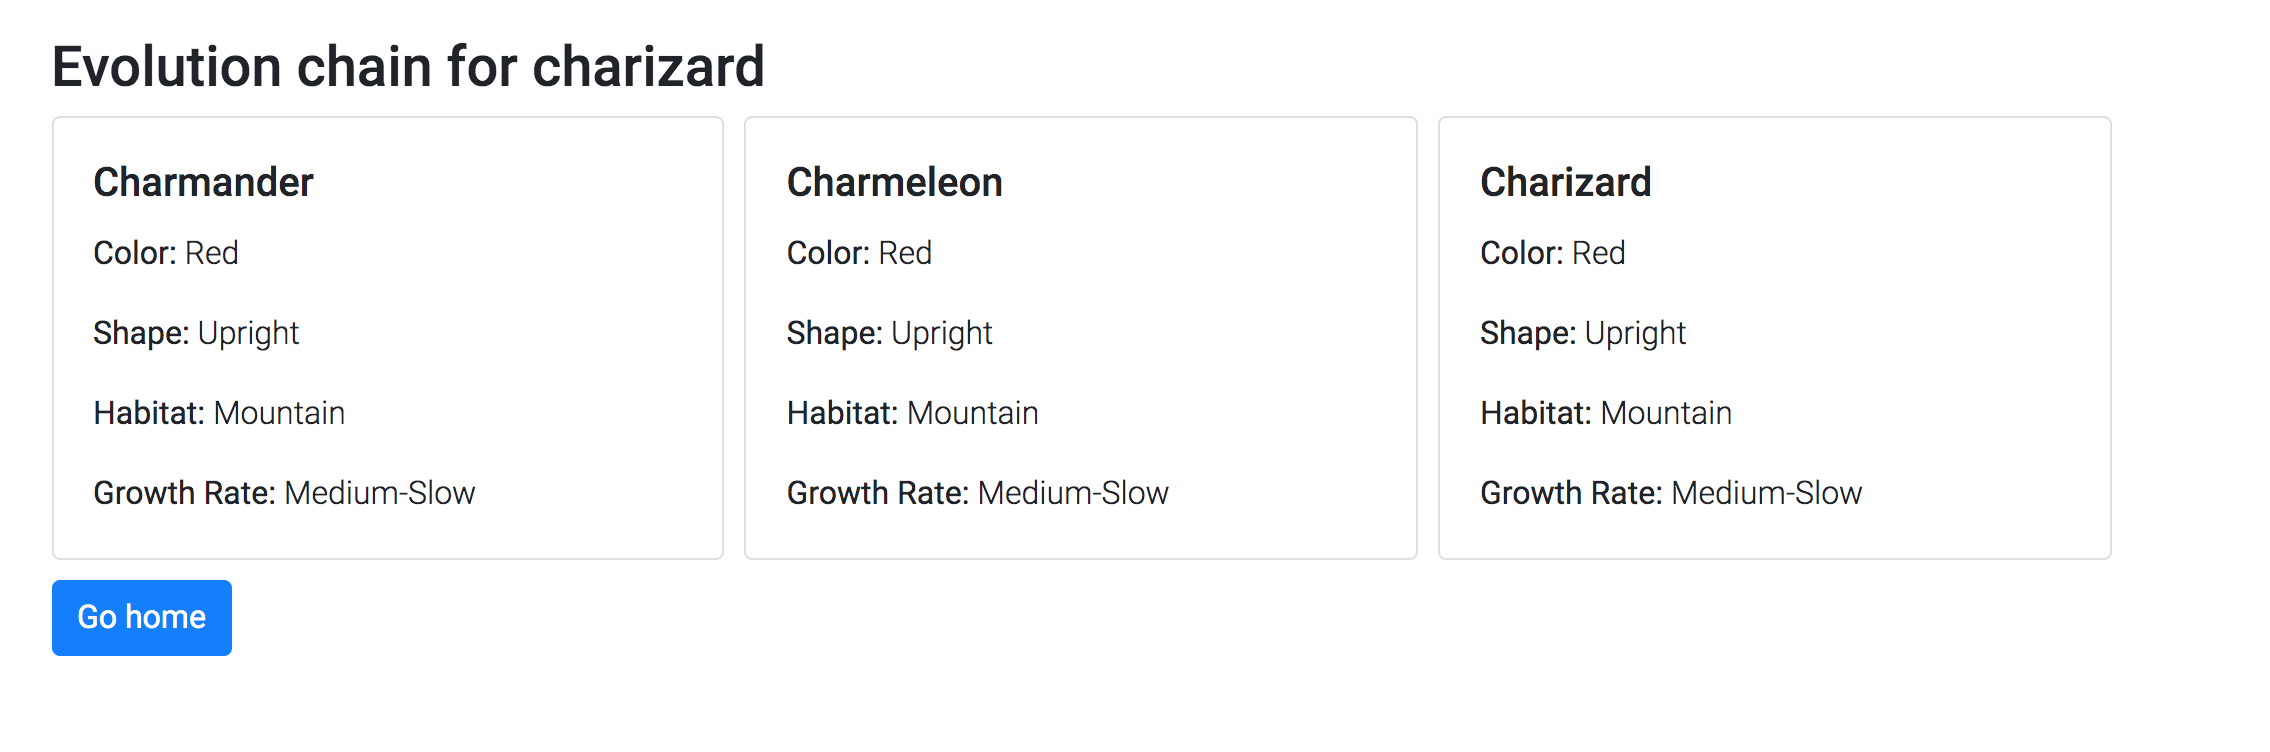 Evolution chain for charizard
Charmander
Color: Red
Shape: Upright
Habitat: Mountain
Growth Rate: Medium-Slow
Charmeleon
Color: Red
Shape: Upright
Habitat: Mountain
Growth Rate: Medium-Slow
Charizard
Color: Red
Shape: Upright
Habitat: Mountain
Growth Rate: Medium-Slow
Go home